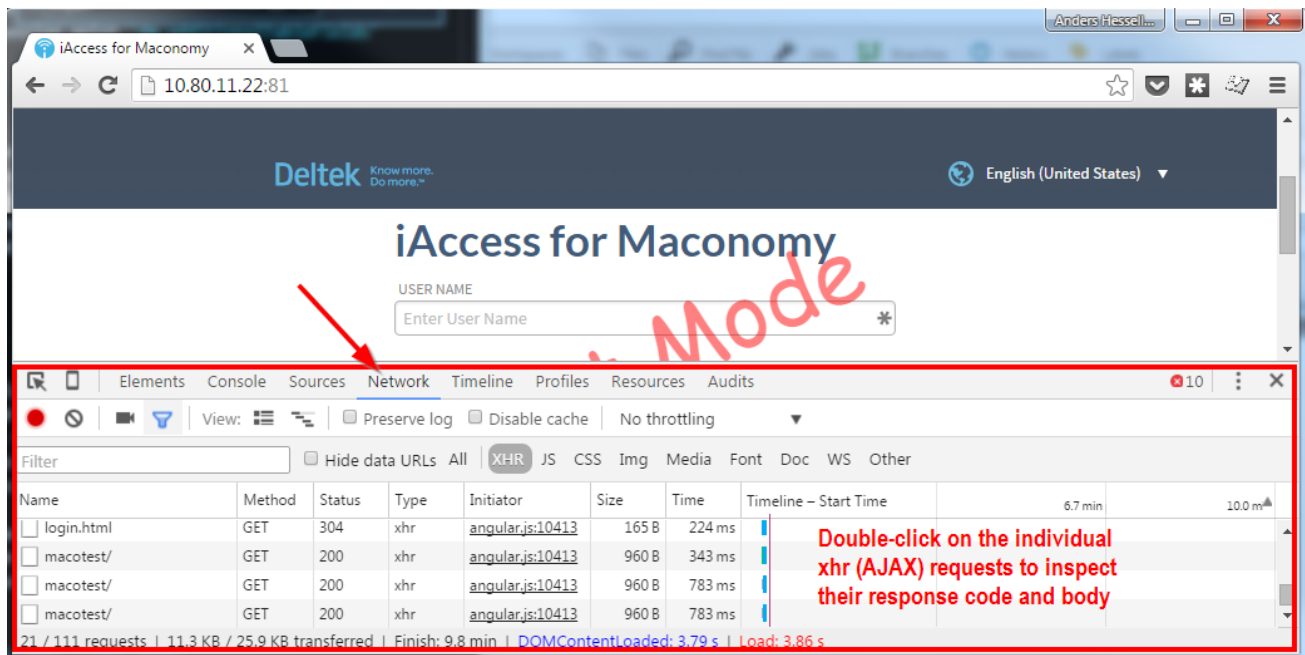 Anders Hessell...
iAccess for Maconomy
10.80.11.22:81
Deltek Know more.
Do more.™
English (United States) ▼
iAccess for Maconomy
USER NAME
Enter User Name
Mode
Elements Console Sources Network Timeline Profiles Resources Audits 10
View: Preserve log Disable cache No throttling ▼
Filter Hide data URLs All XHR JS CSS Img Media Font Doc WS Other
Name Method Status Type Initiator Size Time Timeline – Start Time 6.7 min 10.0 m
login.html GET 304 xhr angular.js:10413 165 B 224 ms
macotest/ GET 200 xhr angular.js:10413 960 B 343 ms
macotest/ GET 200 xhr angular.js:10413 960 B 783 ms
macotest/ GET 200 xhr angular.js:10413 960 B 783 ms
Double-click on the individual
xhr (AJAX) requests to inspect
their response code and body
21 / 111 requests | 11.3 KB / 25.9 KB transferred | Finish: 9.8 min | DOMContentLoaded: 3.79 s | Load: 3.86 s